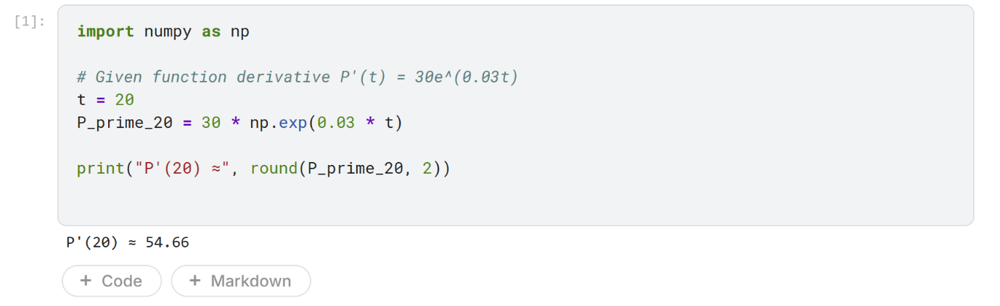 [1]:
import numpy as np
# Given function derivative P'(t) = 30e^(0.03t)
t = 20
P_prime_20 = 30 * np.exp(0.03 * t)
print("P'(20) ≈", round(P_prime_20, 2))
P'(20) ≈ 54.66
+ Code + Markdown